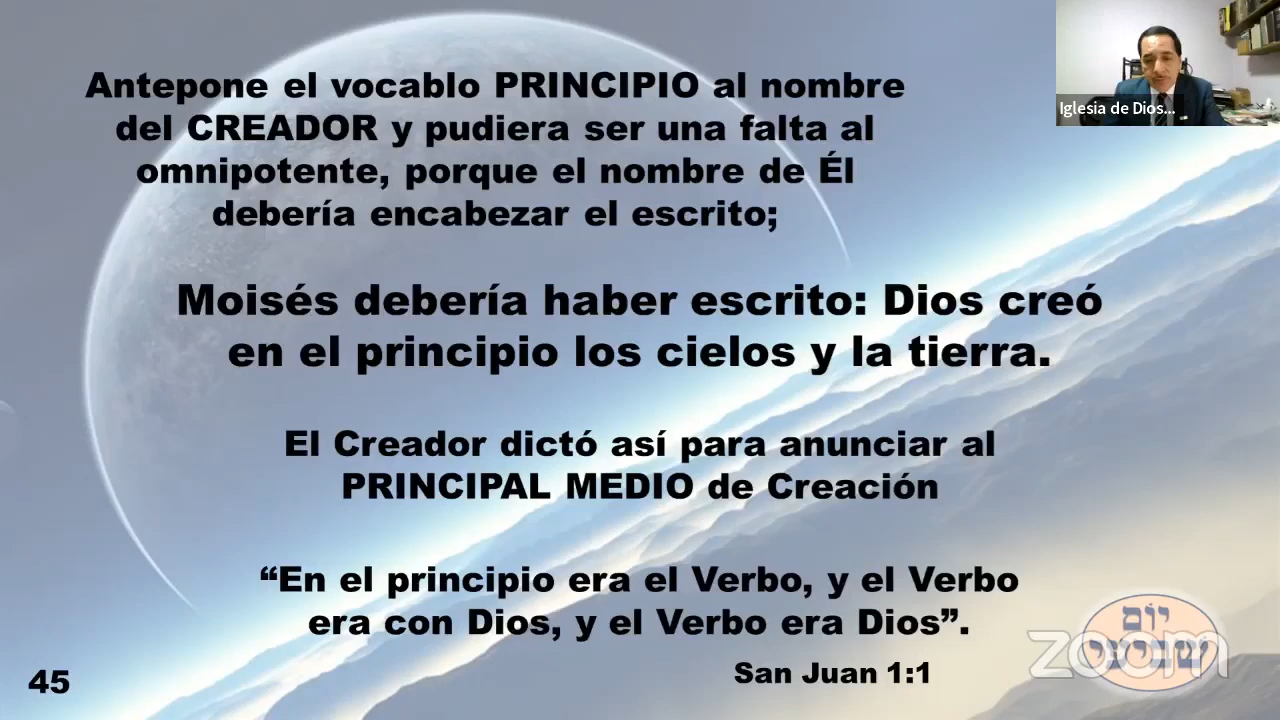 Antepone el vocablo PRINCIPIO al nombre
del CREADOR y pudiera ser una falta al
omnipotente, porque el nombre de Él
debería encabezar el escrito;
Iglesia de Dios...
Moisés debería haber escrito: Dios creó
en el principio los cielos y la tierra.
El Creador dictó así para anunciar al
PRINCIPAL MEDIO de Creación
“En el principio era el Verbo, y el Verbo
era con Dios, y el Verbo era Dios”.
San Juan 1:1
45
יוֹם
שביעי
zoom